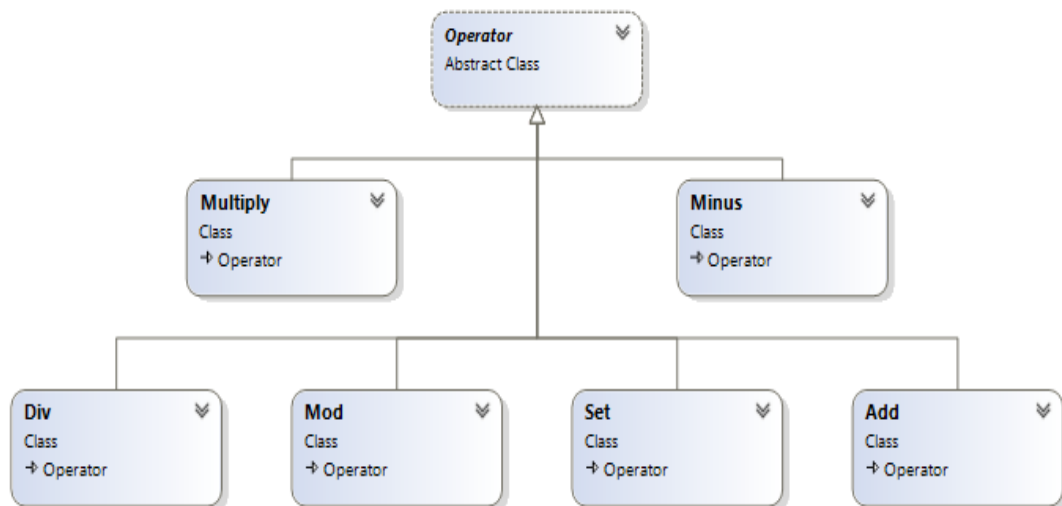 Operator
Abstract Class
Multiply
Class
Operator
Minus
Class
Operator
Div
Class
Operator
Mod
Class
Operator
Set
Class
Operator
Add
Class
Operator